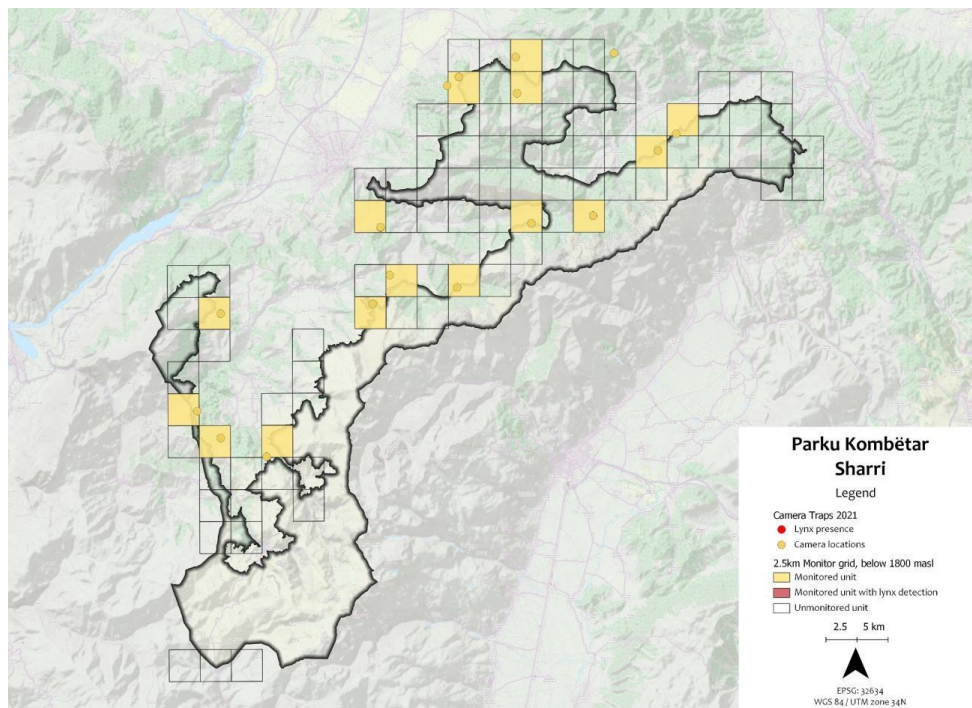 Parku Kombëtar
Sharri
Legend
Camera Traps 2021
Lynx presence
Camera locations
2.5km Monitor grid, below 1800 masl
Monitored unit
Monitored unit with lynx detection
Unmonitored unit
2.5 5 km
EPSG: 32634
WGS 84 / UTM zone 34N